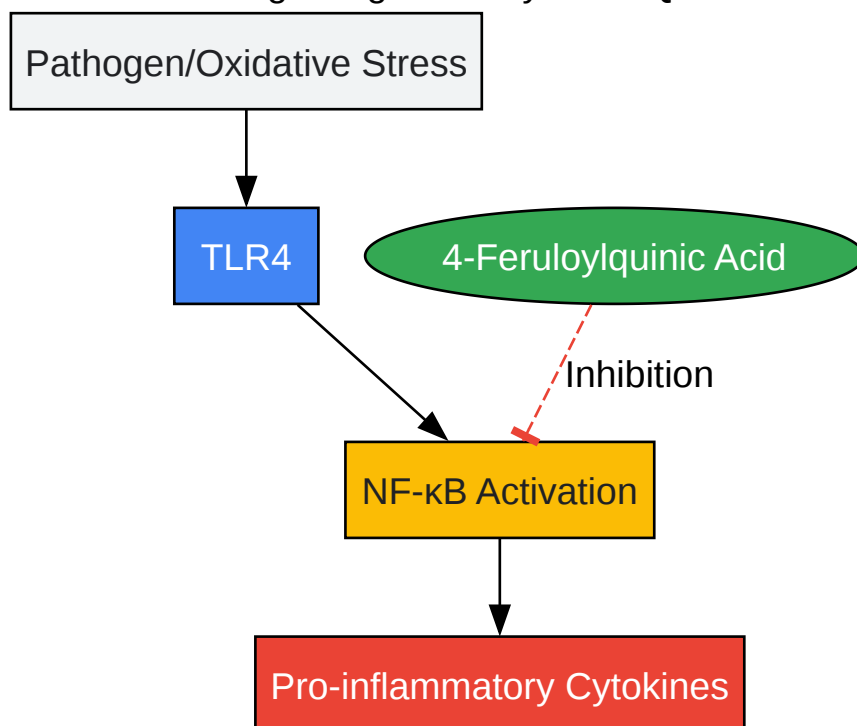 Pathogen/Oxidative Stress
TLR4
4-Feruloylquinic Acid
Inhibition
NF-κB Activation
Pro-inflammatory Cytokines